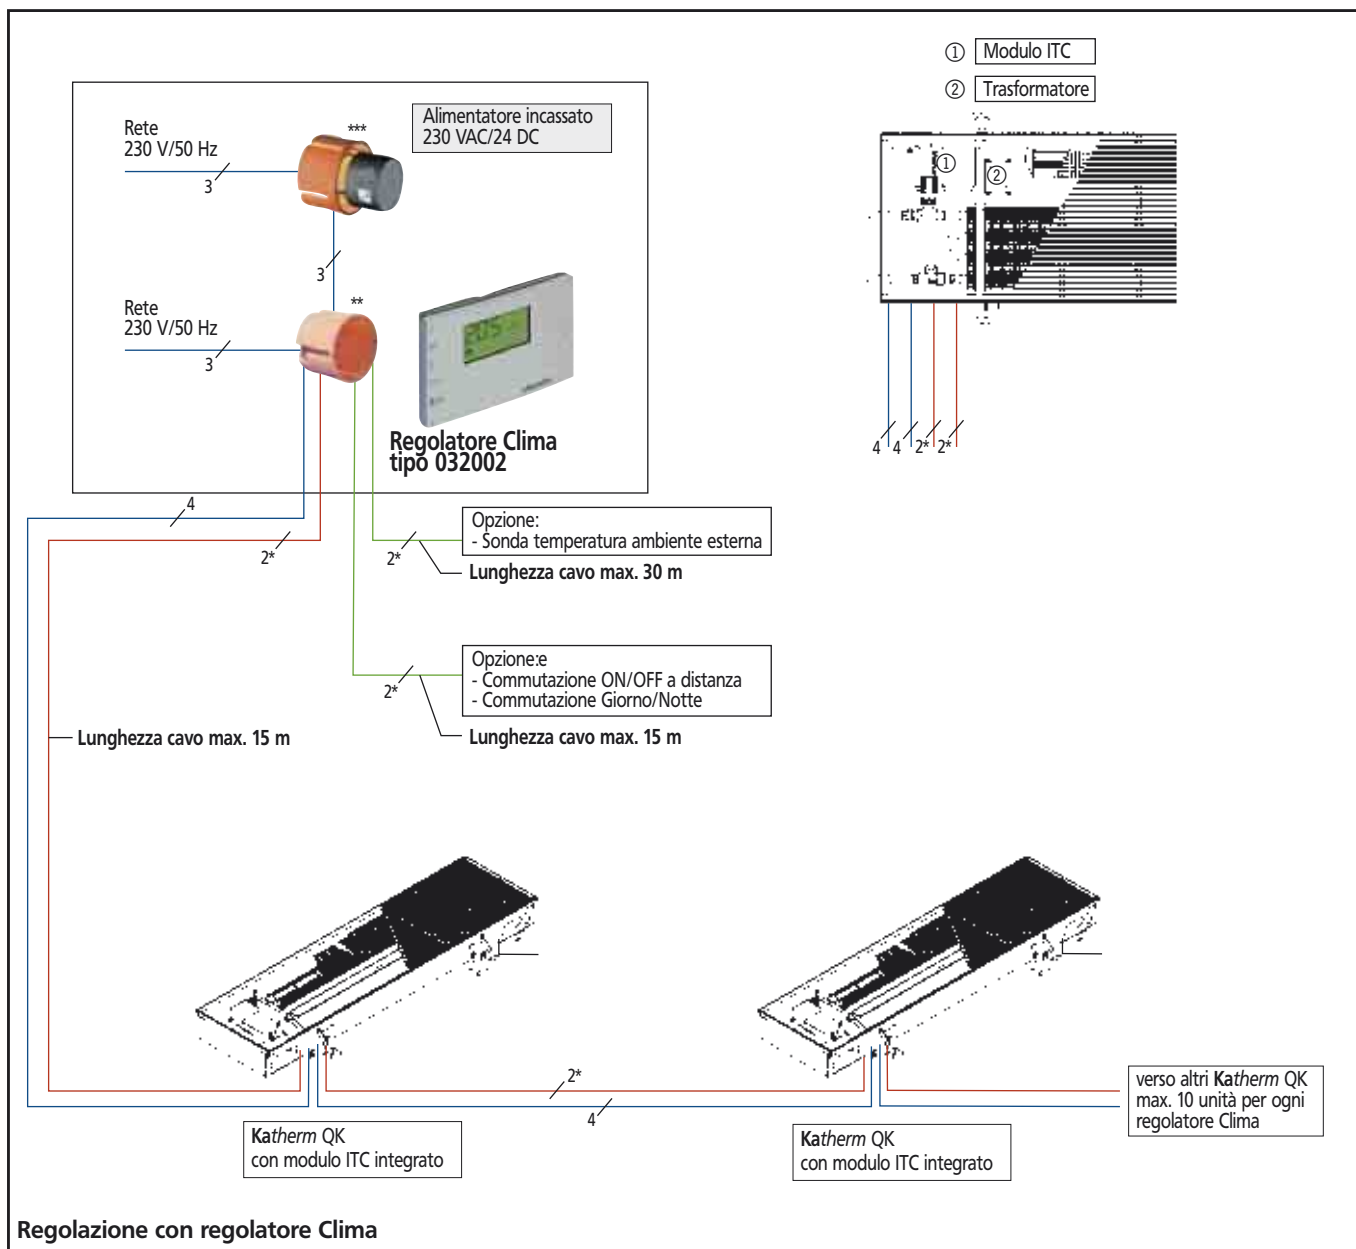 ① Modulo ITC
② Trasformatore
Rete
230 V/50 Hz
3
***
Alimentatore incassato
230 VAC/24 DC
①
②
3
Rete
230 V/50 Hz
3
**
Regolatore Clima
tipo 032002
4
4
2*
2*
4
2*
2*
Opzione:
- Sonda temperatura ambiente esterna
Lunghezza cavo max. 30 m
2*
Opzione:e
- Commutazione ON/OFF a distanza
- Commutazione Giorno/Notte
Lunghezza cavo max. 15 m
Lunghezza cavo max. 15 m
2*
4
verso altri Katherm QK
max. 10 unità per ogni
regolatore Clima
Katherm QK
con modulo ITC integrato
Katherm QK
con modulo ITC integrato
Regolazione con regolatore Clima